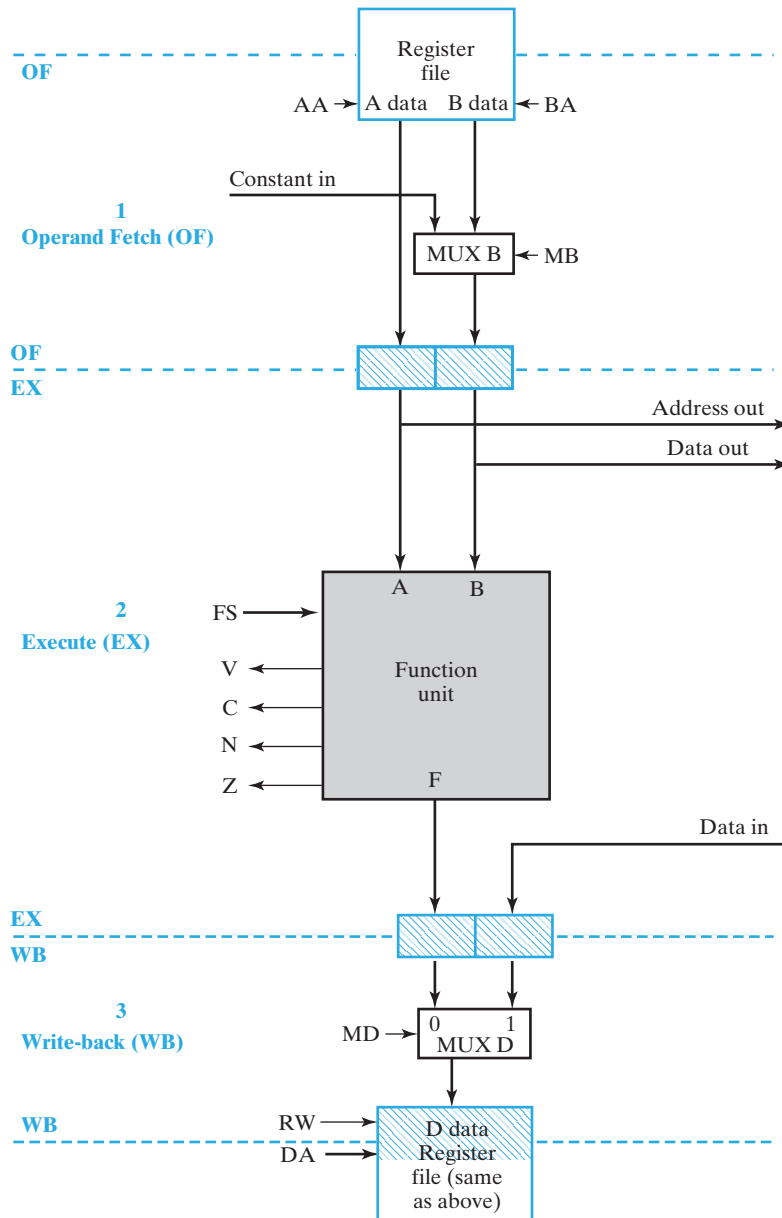 Register
file
OF
AA
A data
B data
BA
Constant in
1
Operand Fetch (OF)
MUX B
MB
OF
EX
Address out
Data out
A
B
2
Execute (EX)
FS
V
Function
unit
C
N
Z
F
Data in
EX
WB
3
Write-back (WB)
MD
0
1
MUX D
WB
RW
D data
DA
Register
file (same
as above)